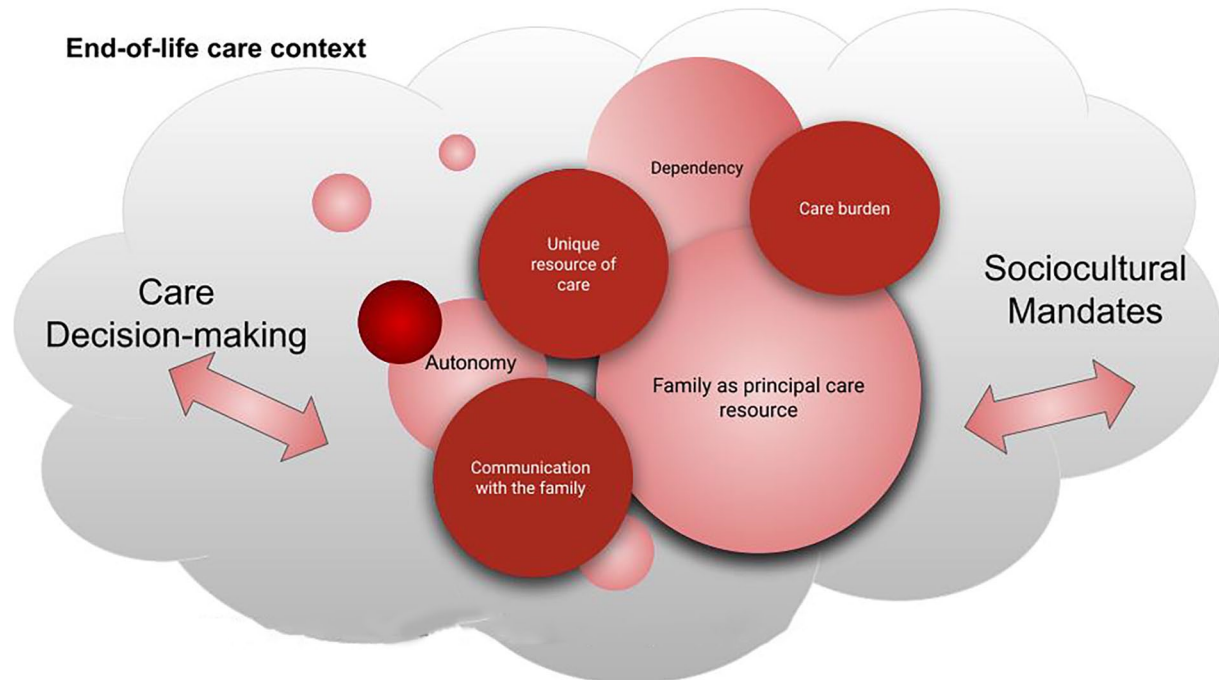 End-of-life care context
Dependency
Care burden
Unique
resource of
care
Care
Decision-making
Sociocultural
Mandates
Autonomy
Family as principal care
resource
Communication
with the family